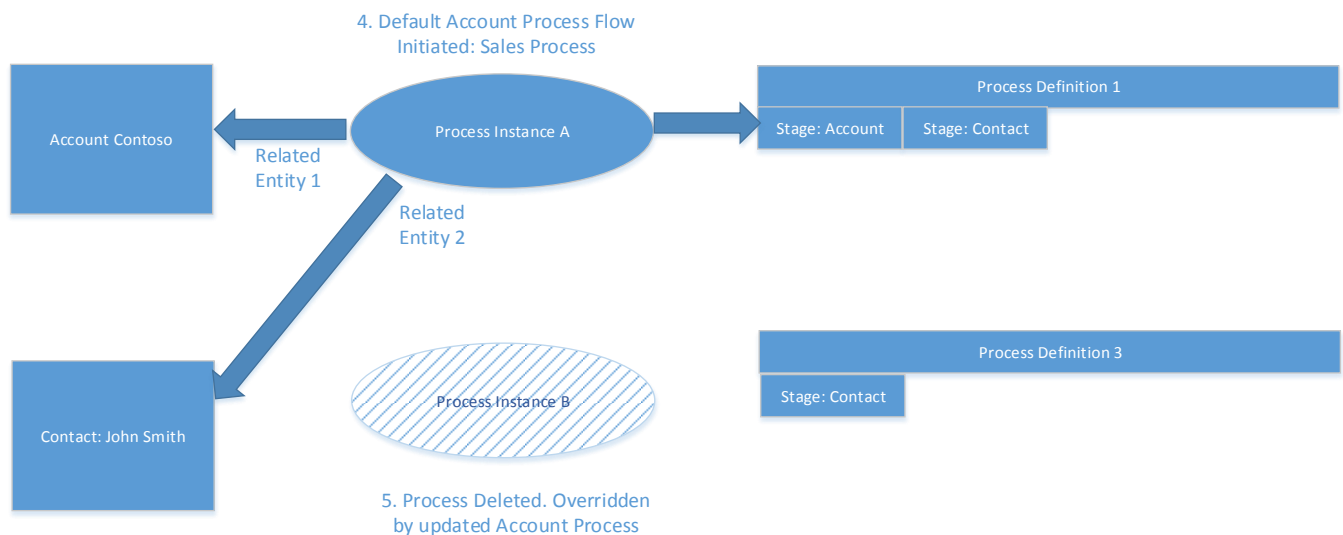 4. Default Account Process Flow
Initiated: Sales Process
Account Contoso
Related
Entity 1
Process Instance A
Process Definition 1
Stage: Account
Stage: Contact
Related
Entity 2
Contact: John Smith
Process Instance B
Process Definition 3
Stage: Contact
5. Process Deleted. Overridden
by updated Account Process